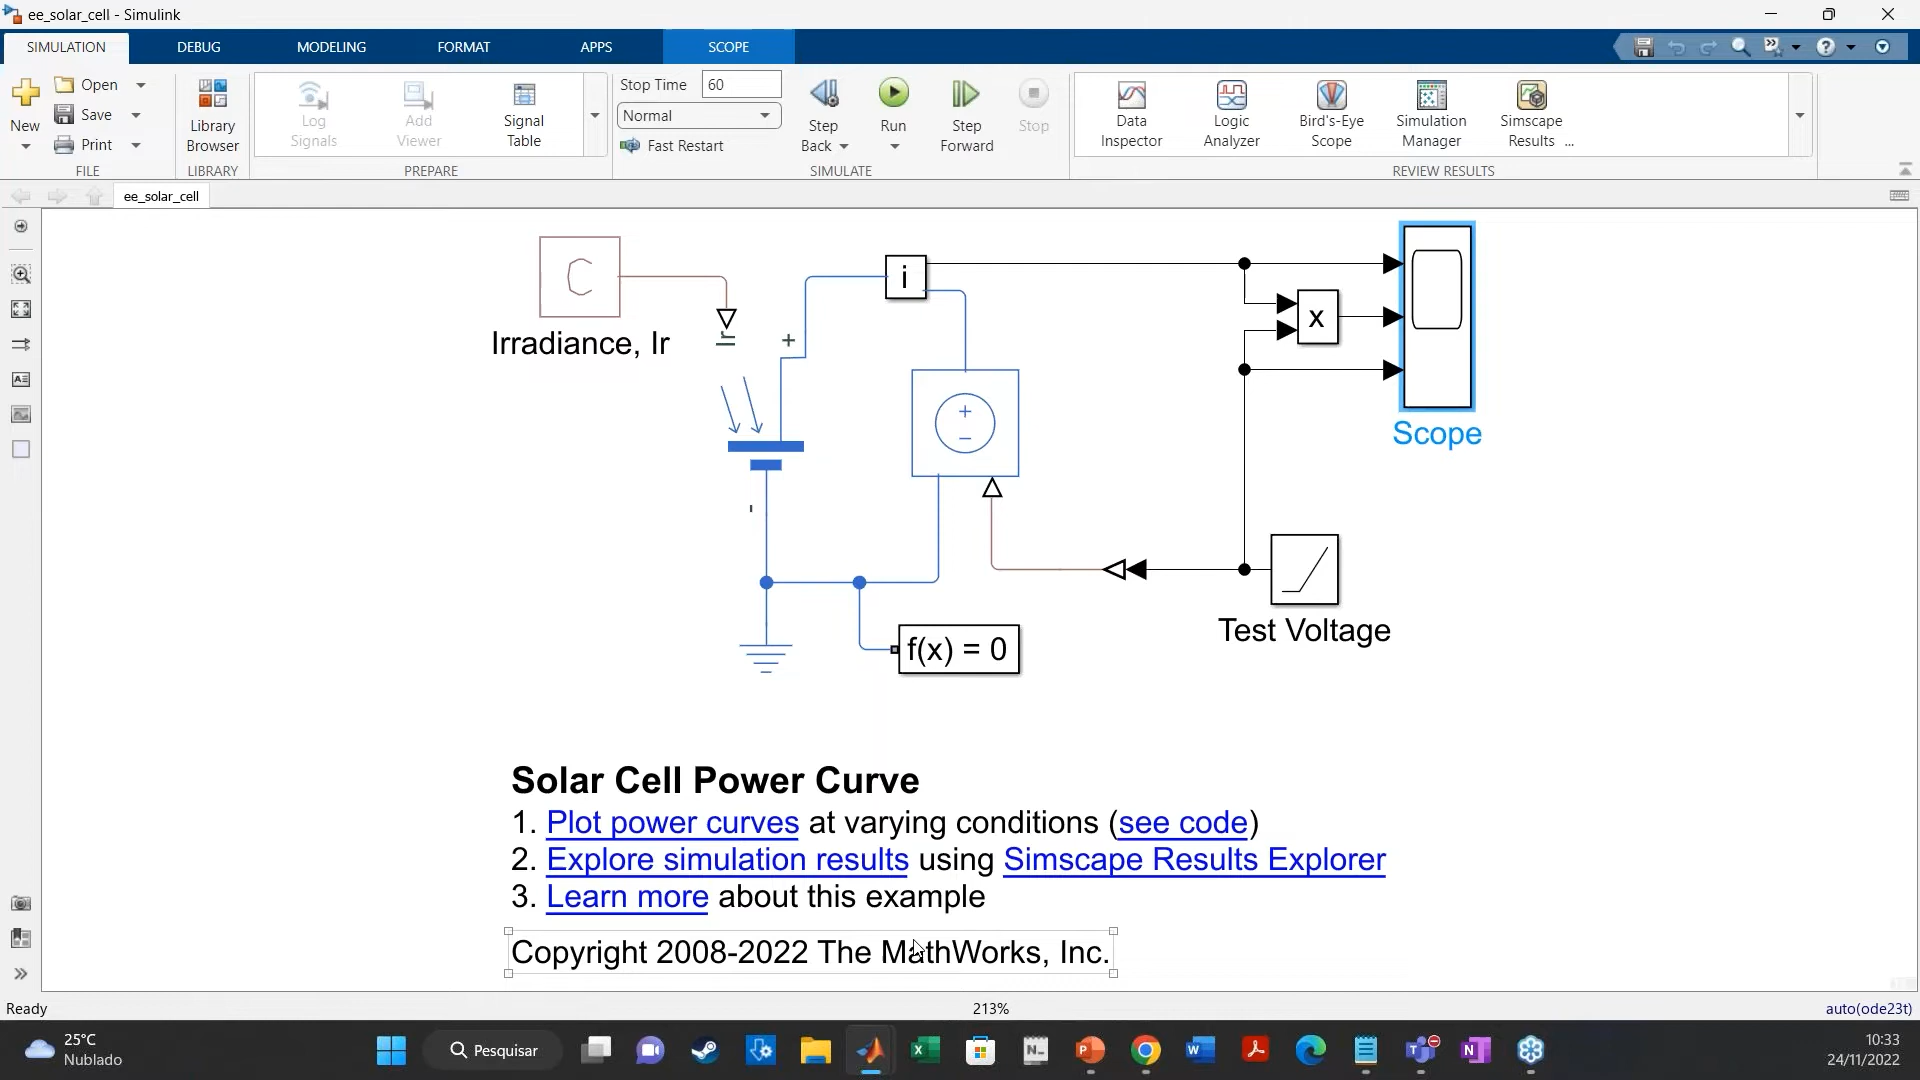 ee_solar_cell - Simulink
SIMULATION
DEBUG
MODELING
FORMAT
APPS
SCOPE
New
Open
Save
Print
FILE
Library
Browser
LIBRARY
Log
Signals
Add
Viewer
Signal
Table
PREPARE
Stop Time 60
Normal
Fast Restart
Step
Back
Run
Step
Forward
Stop
SIMULATE
Data
Inspector
Logic
Analyzer
Bird's-Eye
Scope
Simulation
Manager
Simscape
Results ...
REVIEW RESULTS
ee_solar_cell
C
Irradiance, Ir
Ir
+
-
i
+
−
x
Scope
Test Voltage
f(x) = 0
Solar Cell Power Curve
1. Plot power curves at varying conditions (see code)
2. Explore simulation results using Simscape Results Explorer
3. Learn more about this example
Copyright 2008-2022 The MathWorks, Inc.
Ready
213%
auto(ode23t)
25°C
Nublado
Pesquisar
10:33
24/11/2022